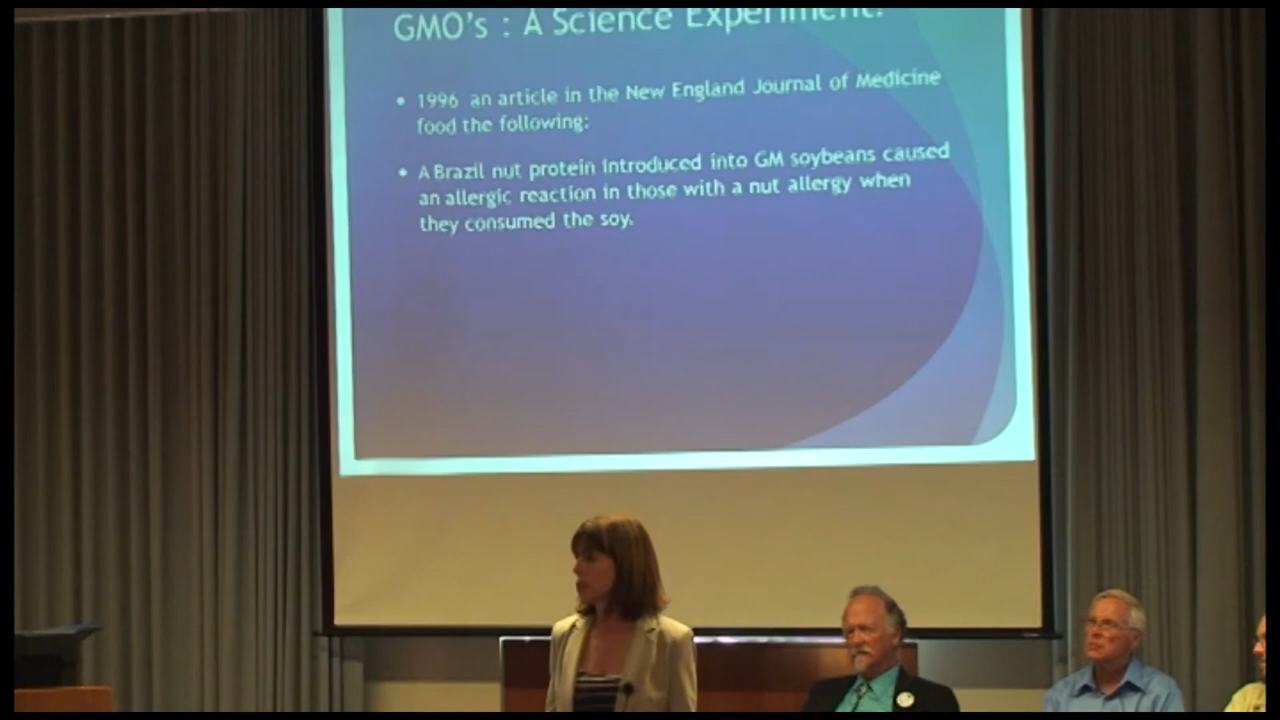 GMO's : A Science Experiment.
• 1996 an article in the New England Journal of Medicine
food the following:
• A Brazil nut protein introduced into GM soybeans caused
an allergic reaction in those with a nut allergy when
they consumed the soy.